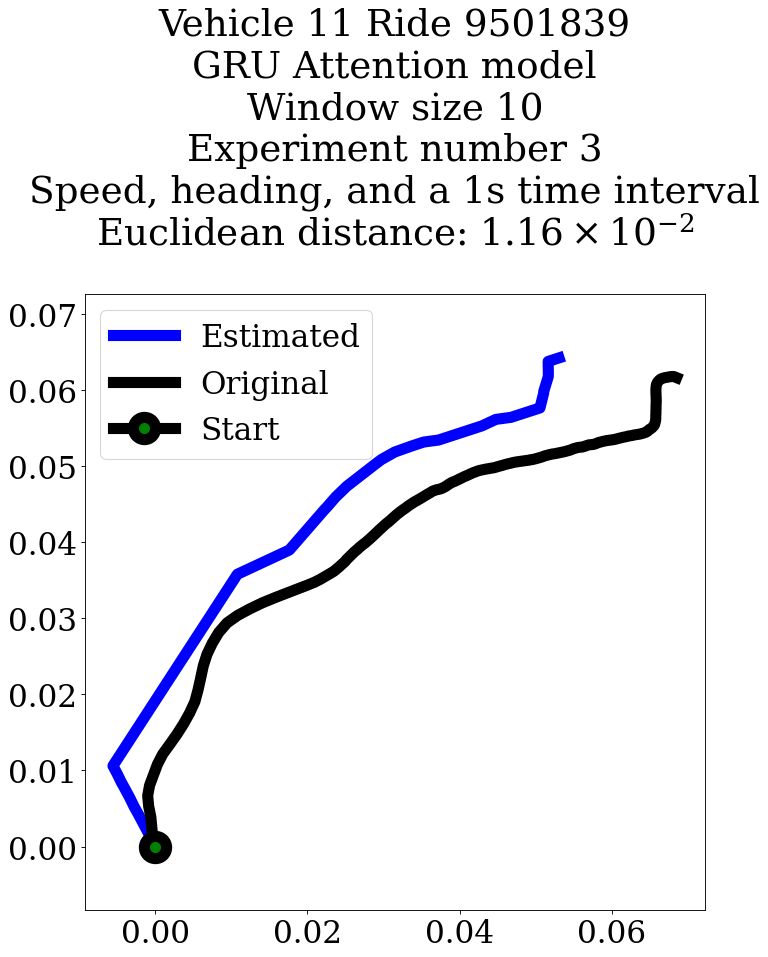 Vehicle 11 Ride 9501839
GRU Attention model
Window size 10
Experiment number 3
Speed, heading, and a 1s time interval
Euclidean distance: 1.16 × 10⁻²
0.07
0.06
0.05
0.04
0.03
0.02
0.01
0.00
Estimated
Original
Start
0.00 0.02 0.04 0.06